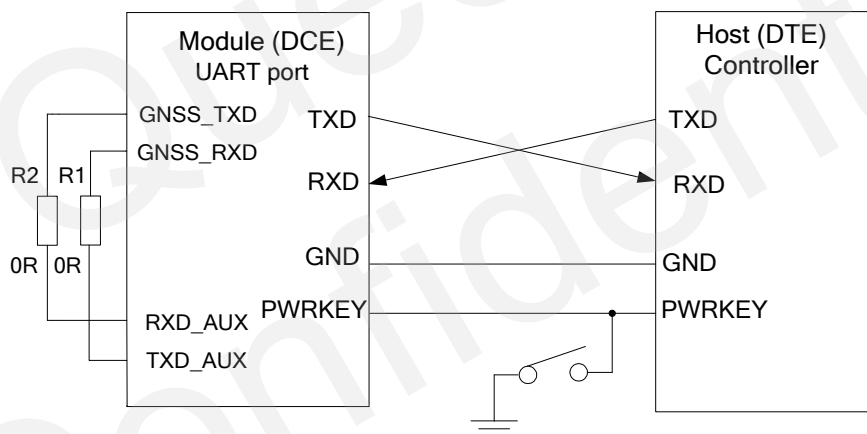 Module (DCE)
UART port
GNSS_TXD
GNSS_RXD
TXD
RXD
GND
PWRKEY
RXD_AUX
TXD_AUX
R2
R1
0R
0R
Host (DTE)
Controller
TXD
RXD
GND
PWRKEY